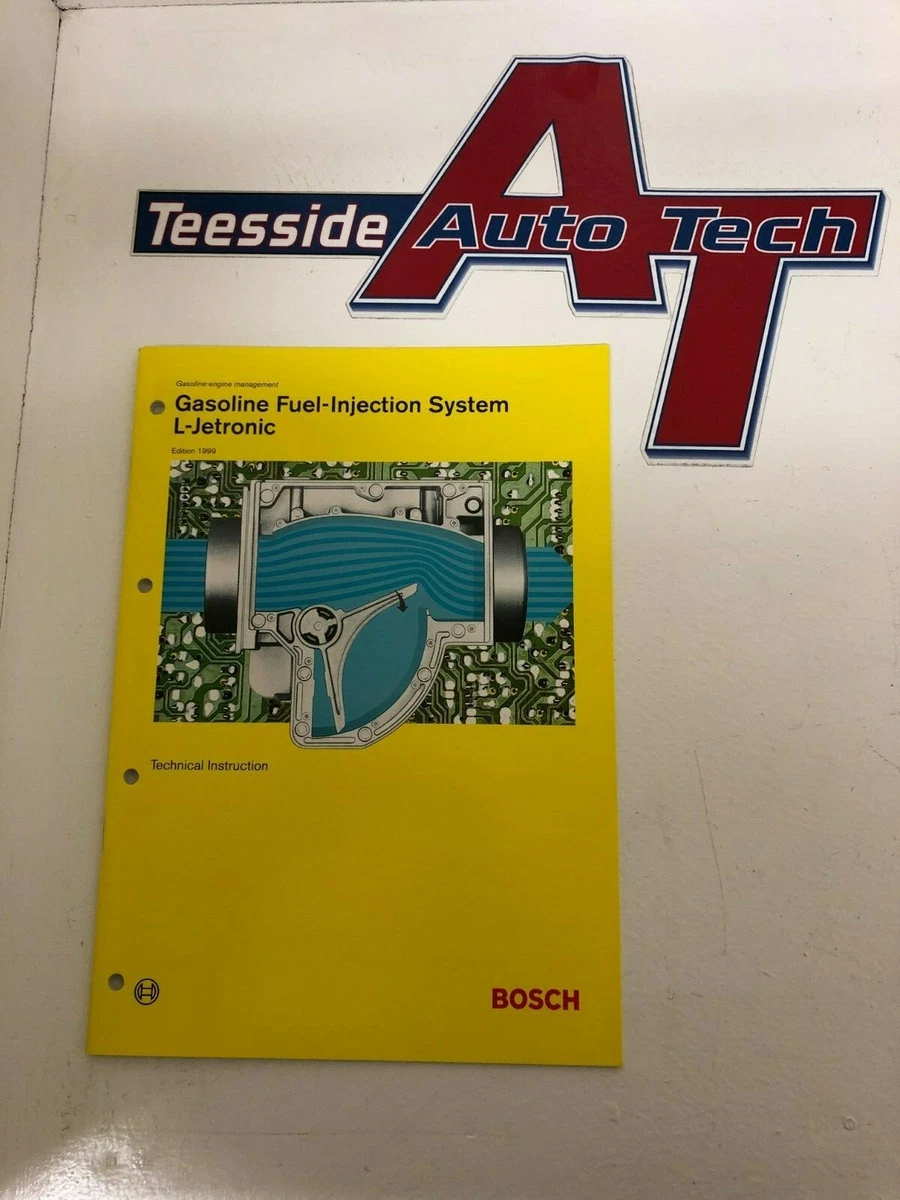 Teesside Auto Tech
AT
Gasoline-engine management
Gasoline Fuel-Injection System
L-Jetronic
Edition 1999
Technical Instruction
BOSCH